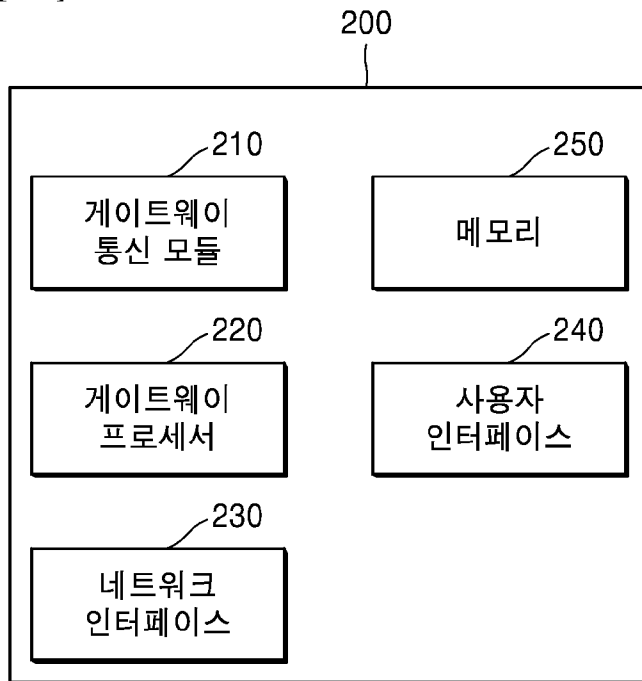 200
210
게이트웨이
통신 모듈
250
메모리
220
게이트웨이
프로세서
240
사용자
인터페이스
230
네트워크
인터페이스